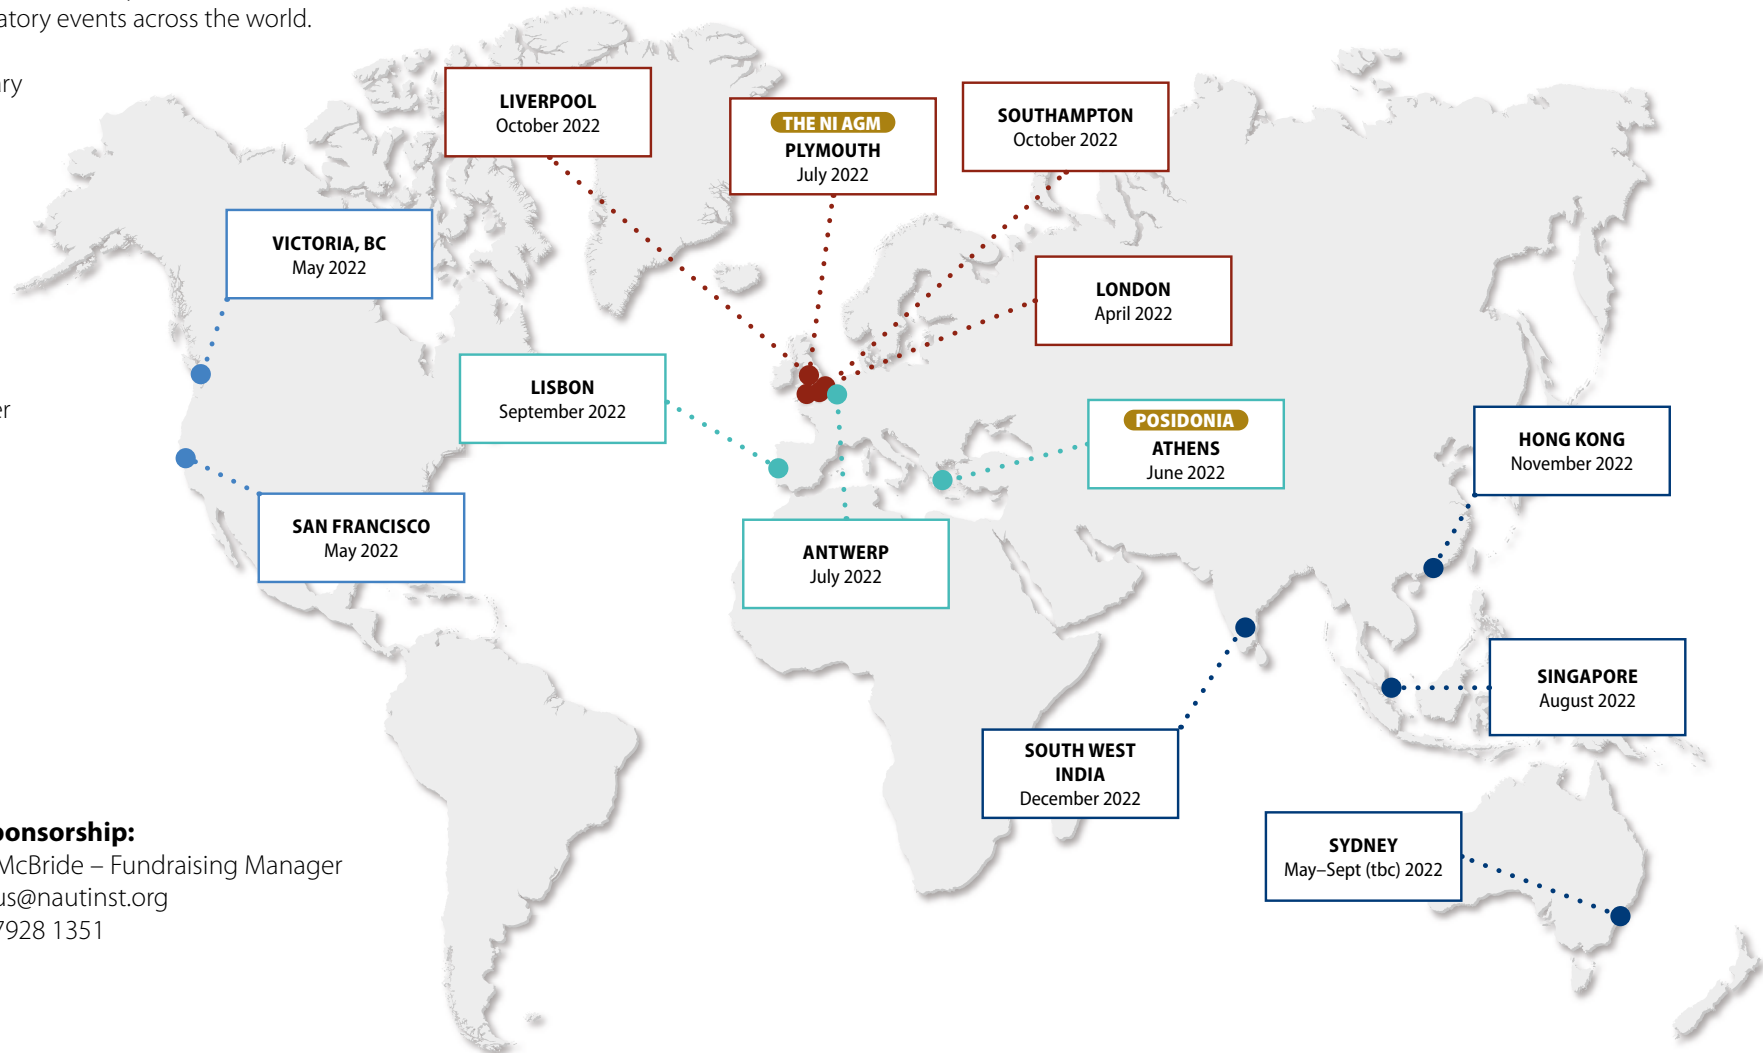 atory events across the world.
ary
LIVERPOOL
October 2022
THE NI AGM
PLYMOUTH
July 2022
SOUTHAMPTON
October 2022
VICTORIA, BC
May 2022
LONDON
April 2022
LISBON
September 2022
er
POSIDONIA
ATHENS
June 2022
HONG KONG
November 2022
SAN FRANCISCO
May 2022
ANTWERP
July 2022
SINGAPORE
August 2022
SOUTH WEST
INDIA
December 2022
SYDNEY
May–Sept (tbc) 2022
ponsorship:
McBride – Fundraising Manager
us@nautinst.org
7928 1351